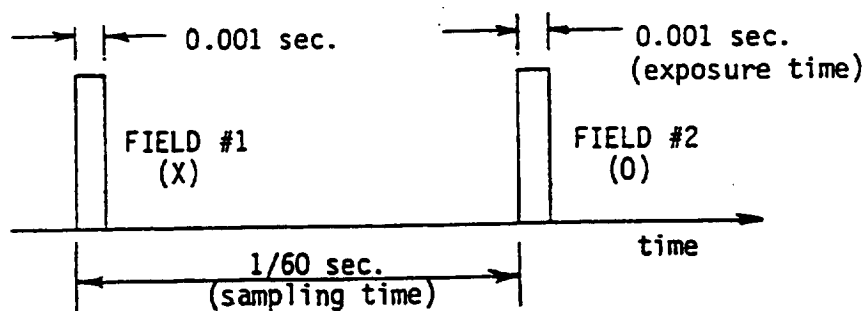 0.001 sec.
0.001 sec.
(exposure time)
FIELD #1
(X)
FIELD #2
(O)
time
1/60 sec.
(sampling time)